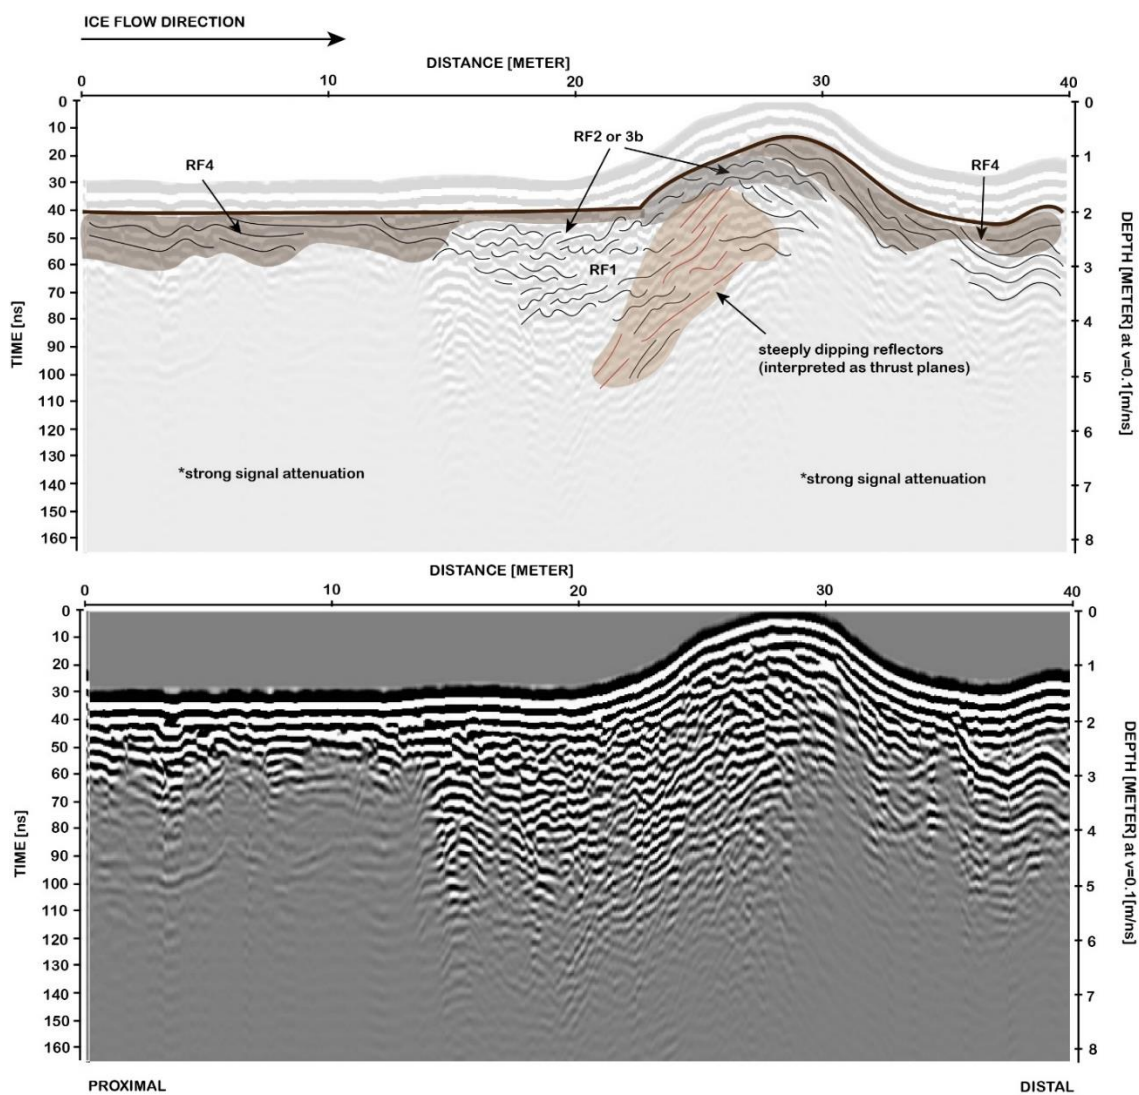 ICE FLOW DIRECTION
DISTANCE [METER]
0 10 20 30 40
0
10
20
30
40
50
60
70
80
90
100
110
120
130
140
150
160
TIME [ns]
RF4
RF2 or 3b
RF4
RF1
steeply dipping reflectors
(interpreted as thrust planes)
*strong signal attenuation
*strong signal attenuation
0
1
2
3
4
5
6
7
8
DEPTH [METER] at v=0.1[m/ns)
DISTANCE [METER]
0 10 20 30 40
0
10
20
30
40
50
60
70
80
90
100
110
120
130
140
150
160
TIME [ns]
0
1
2
3
4
5
6
7
8
DEPTH [METER] at v=0.1[m/ns)
PROXIMAL
DISTAL